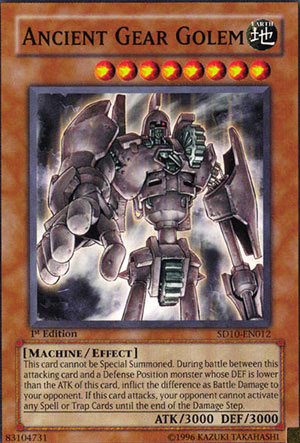 ANCIENT GEAR GOLEM
EARTH
地
1st Edition
SD10-EN012
[MACHINE/EFFECT]
This card cannot be Special Summoned. During battle between this
attacking card and a Defense Position monster whose DEF is lower
than the ATK of this card, inflict the difference as Battle Damage to
your opponent. If this card attacks, your opponent cannot activate
any Spell or Trap Cards until the end of the Damage Step.
ATK/3000 DEF/3000
83104731
©1996 KAZUKI TAKAHASHI